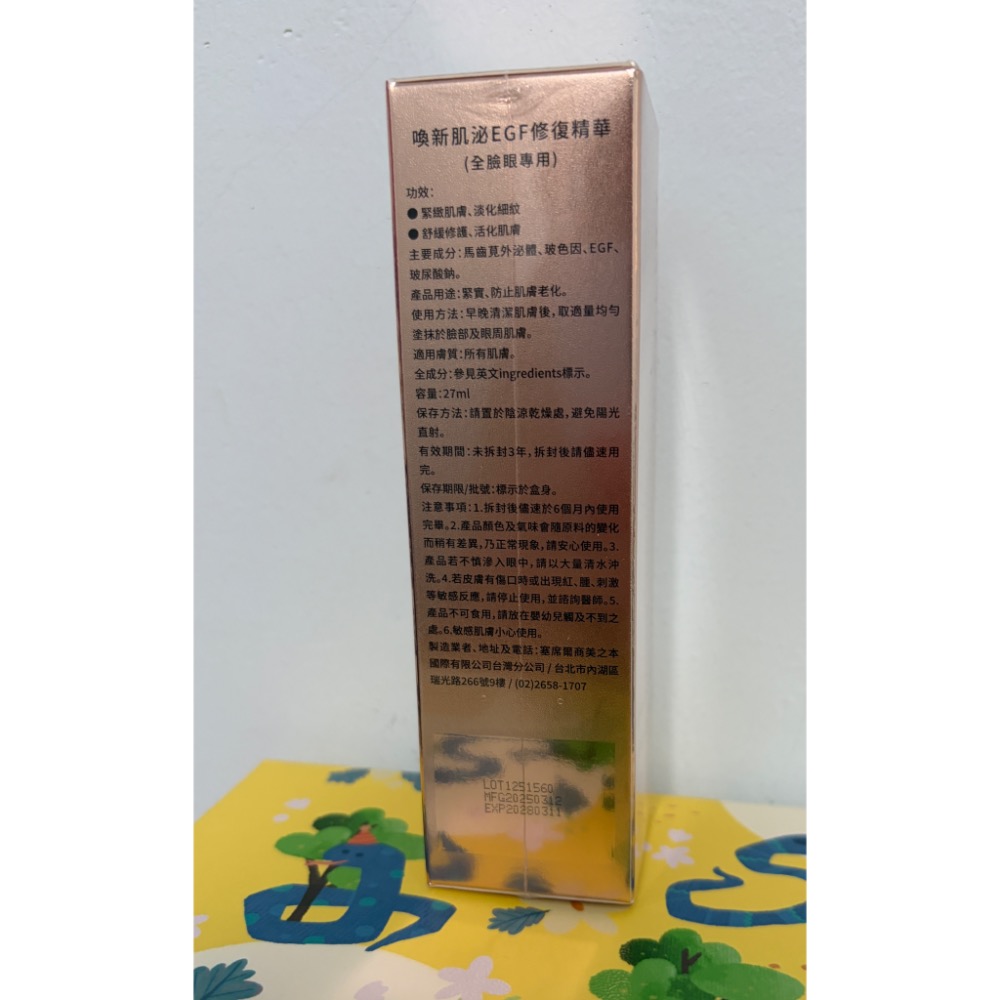 喚新肌泌EGF修復精華
(全臉眼專用)
功效:
●緊緻肌膚、淡化細紋
●舒緩修護、活化肌膚
主要成分:馬齒莧外泌體、玻色因、EGF、
玻尿酸鈉。
產品用途:緊實、防止肌膚老化。
使用方法:早晚清潔肌膚後,取適量均勻
塗抹於臉部及眼周肌膚。
適用膚質:所有肌膚。
全成分:參見英文ingredients標示。
容量:27ml
保存方法:請置於陰涼乾燥處,避免陽光
直射。
有效期間:未拆封3年,拆封後請儘速用
完。
保存期限/批號:標示於盒身。
注意事項:1.拆封後儘速於6個月內使用
完畢。2.產品顏色及氣味會隨原料的變化
而稍有差異,乃正常現象,請安心使用。3.
產品若不慎滲入眼中,請以大量清水沖
洗。4.若皮膚有傷口時或出現紅、腫、刺激
等敏感反應,請停止使用,並諮詢醫師。5.
產品不可食用,請放在嬰幼兒觸及不到之
處。6.敏感肌膚小心使用。
製造業者、地址及電話:塞席爾商美之本
國際有限公司台灣分公司/台北市內湖區
瑞光路266號9樓/(02)2658-1707
LOT1251560
MFG20250312
EXP20280311